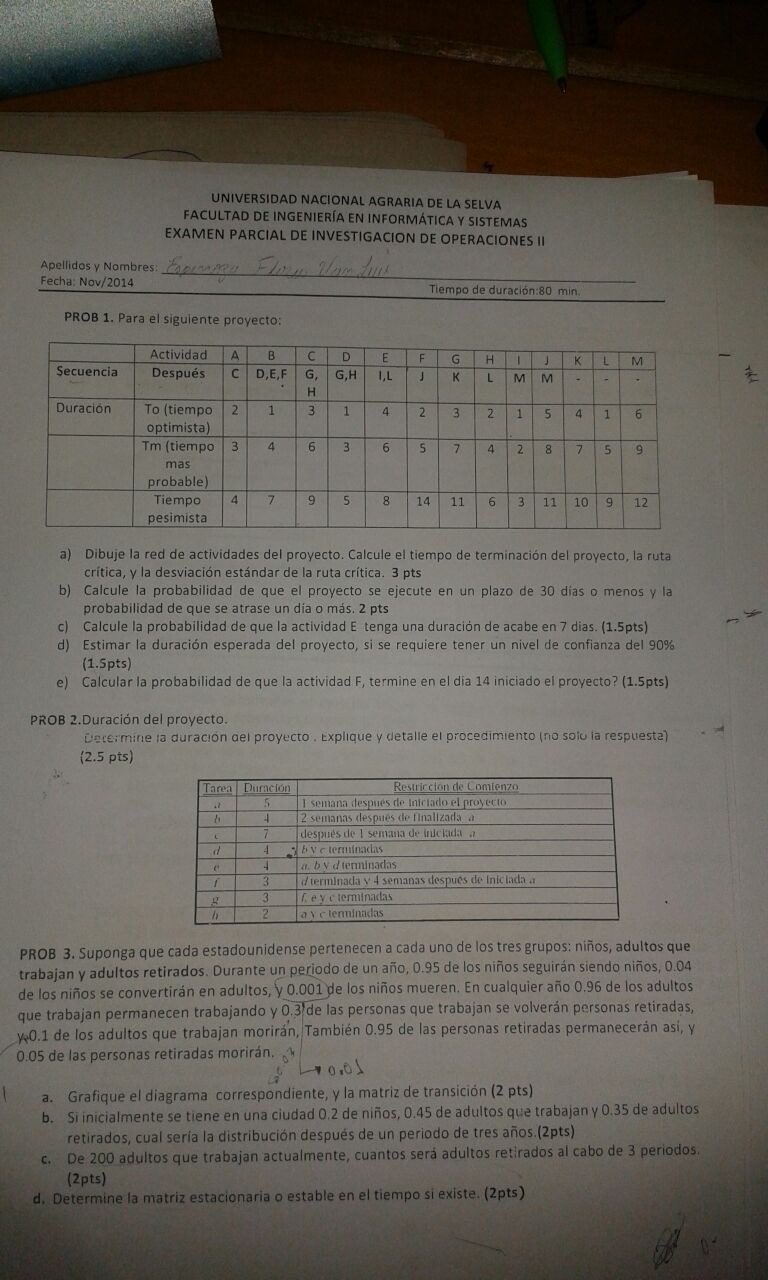 UNIVERSIDAD NACIONAL AGRARIA DE LA SELVA
FACULTAD DE INGENIERÍA EN INFORMÁTICA Y SISTEMAS
EXAMEN PARCIAL DE INVESTIGACION DE OPERACIONES II
Apellidos y Nombres:
Fecha: Nov/2014 Tiempo de duración:80 min.
PROB 1. Para el siguiente proyecto:
Actividad A B C D E F G H I J K L M
Secuencia Después C D,E,F G, H G,H I,L J K L M M - - -
Duración To (tiempo optimista) 2 1 3 1 4 2 3 2 1 5 4 1 6
Tm (tiempo mas probable) 3 4 6 3 6 5 7 4 2 8 7 5 9
Tiempo pesimista 4 7 9 5 8 14 11 6 3 11 10 9 12
a) Dibuje la red de actividades del proyecto. Calcule el tiempo de terminación del proyecto, la ruta
crítica, y la desviación estándar de la ruta crítica. 3 pts
b) Calcule la probabilidad de que el proyecto se ejecute en un plazo de 30 días o menos y la
probabilidad de que se atrase un día o más. 2 pts
c) Calcule la probabilidad de que la actividad E tenga una duración de acabe en 7 dias. (1.5pts)
d) Estimar la duración esperada del proyecto, si se requiere tener un nivel de confianza del 90%
(1.5pts)
e) Calcular la probabilidad de que la actividad F, termine en el dia 14 iniciado el proyecto? (1.5pts)
PROB 2.Duración del proyecto.
Determine la duración del proyecto . Explique y detalle el procedimiento (no solo la respuesta)
(2.5 pts)
Tarea Duración Restricción de Comienzo
a 5 1 semana después de iniciado el proyecto
b 4 2 semanas después de finalizada a
c 7 después de 1 semana de iniciada a
d 4 b y c terminadas
e 4 a, b y d terminadas
f 3 d terminada y 4 semanas después de iniciada a
g 3 f, e y c terminadas
h 2 a y c terminadas
PROB 3. Suponga que cada estadounidense pertenecen a cada uno de los tres grupos: niños, adultos que
trabajan y adultos retirados. Durante un periodo de un año, 0.95 de los niños seguirán siendo niños, 0.04
de los niños se convertirán en adultos, y 0.001 de los niños mueren. En cualquier año 0.96 de los adultos
que trabajan permanecen trabajando y 0.3 de las personas que trabajan se volverán personas retiradas,
y 0.1 de los adultos que trabajan morirán, También 0.95 de las personas retiradas permanecerán así, y
0.05 de las personas retiradas morirán.
0.01
a. Grafique el diagrama correspondiente, y la matriz de transición (2 pts)
b. Si inicialmente se tiene en una ciudad 0.2 de niños, 0.45 de adultos que trabajan y 0.35 de adultos
retirados, cual sería la distribución después de un periodo de tres años.(2pts)
c. De 200 adultos que trabajan actualmente, cuantos será adultos retirados al cabo de 3 periodos.
(2pts)
d. Determine la matriz estacionaria o estable en el tiempo si existe. (2pts)